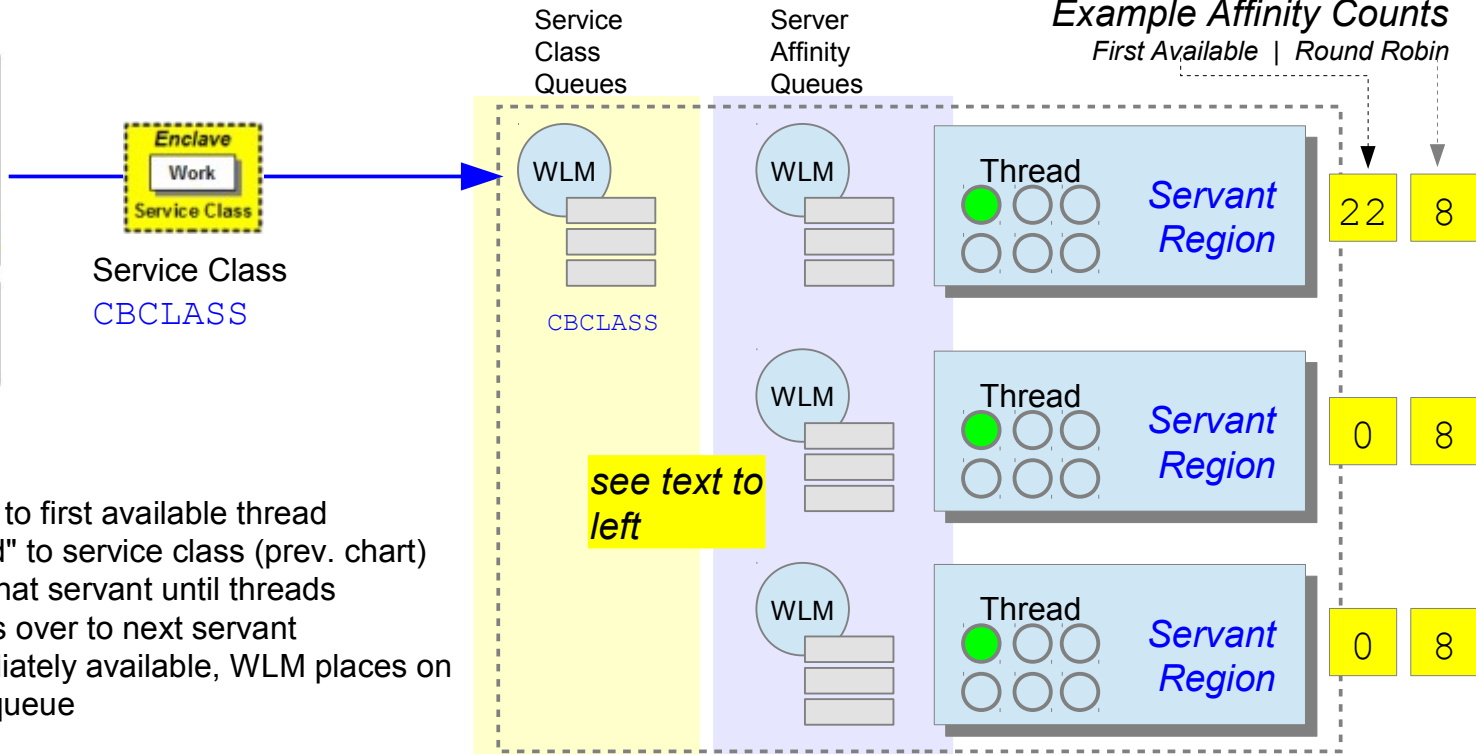 Example Affinity Counts
First Available | Round Robin
Service
Class
Queues
Server
Affinity
Queues
Enclave
Work
Service Class
Service Class
CBCLASS
WLM
CBCLASS
WLM
Thread
Servant
Region
22
8
WLM
Thread
Servant
Region
0
8
see text to
left
to first available thread
to service class (prev. chart)
servant until threads
over to next servant
available, WLM places on
queue
WLM
Thread
Servant
Region
0
8